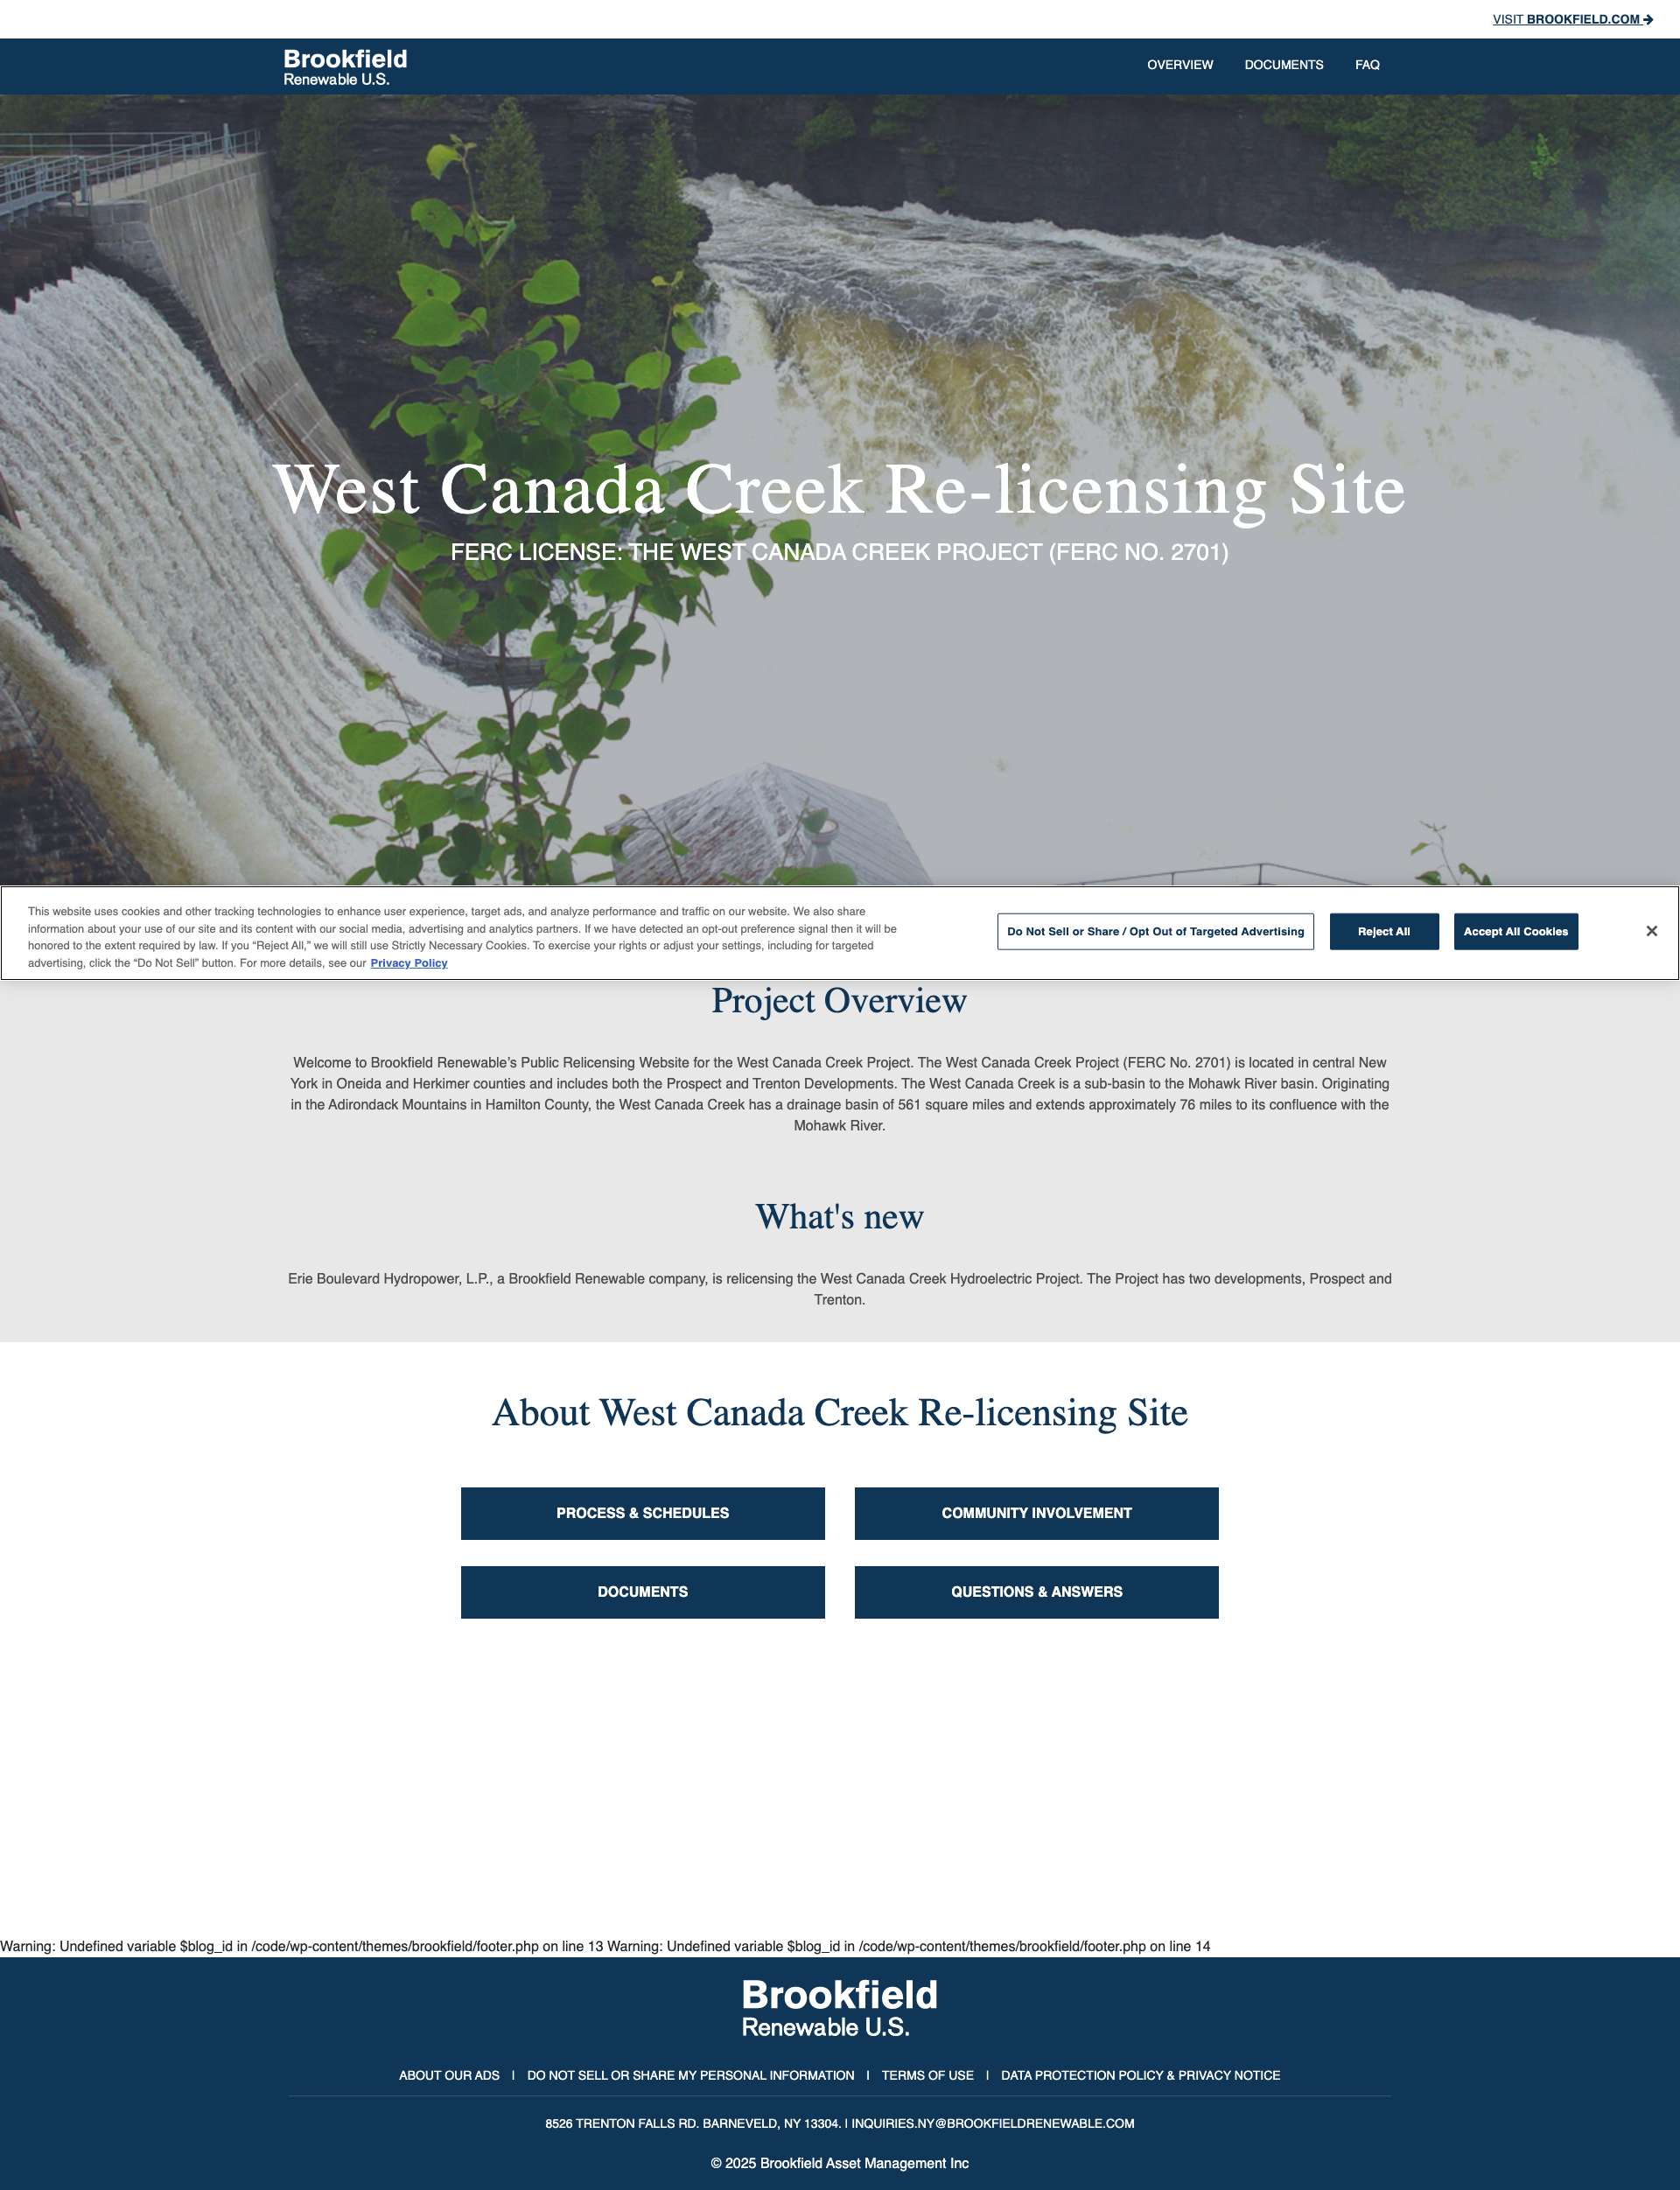 VISIT BROOKFIELD.COM
Brookfield
Renewable U.S.
OVERVIEW DOCUMENTS FAQ
West Canada Creek Re-licensing Site
FERC LICENSE: THE WEST CANADA CREEK PROJECT (FERC NO. 2701)
This website uses cookies and other tracking technologies to enhance user experience, target ads, and analyze performance and traffic on our website. We also share
information about your use of our site and its content with our social media, advertising and analytics partners. If we have detected an opt-out preference signal then it will be
honored to the extent required by law. If you “Reject All,” we will still use Strictly Necessary Cookies. To exercise your rights or adjust your settings, including for targeted
advertising, click the “Do Not Sell” button. For more details, see our Privacy Policy
Do Not Sell or Share / Opt Out of Targeted Advertising
Reject All
Accept All Cookies
Project Overview
Welcome to Brookfield Renewable’s Public Relicensing Website for the West Canada Creek Project. The West Canada Creek Project (FERC No. 2701) is located in central New
York in Oneida and Herkimer counties and includes both the Prospect and Trenton Developments. The West Canada Creek is a sub-basin to the Mohawk River basin. Originating
in the Adirondack Mountains in Hamilton County, the West Canada Creek has a drainage basin of 561 square miles and extends approximately 76 miles to its confluence with the
Mohawk River.
What's new
Erie Boulevard Hydropower, L.P., a Brookfield Renewable company, is relicensing the West Canada Creek Hydroelectric Project. The Project has two developments, Prospect and
Trenton.
About West Canada Creek Re-licensing Site
PROCESS & SCHEDULES
COMMUNITY INVOLVEMENT
DOCUMENTS
QUESTIONS & ANSWERS
Warning: Undefined variable $blog_id in /code/wp-content/themes/brookfield/footer.php on line 13 Warning: Undefined variable $blog_id in /code/wp-content/themes/brookfield/footer.php on line 14
Brookfield
Renewable U.S.
ABOUT OUR ADS | DO NOT SELL OR SHARE MY PERSONAL INFORMATION | TERMS OF USE | DATA PROTECTION POLICY & PRIVACY NOTICE
8526 TRENTON FALLS RD. BARNEVELD, NY 13304. | INQUIRIES.NY@BROOKFIELDRENEWABLE.COM
© 2025 Brookfield Asset Management Inc